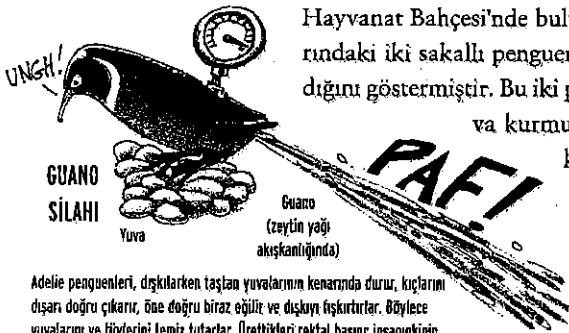 Hayvanat Bahçesi'nde bul
rındaki iki sakallı penguen
dığını göstermiştir. Bu iki p
va kurmu
UNGH!
PAF!
GUANO
SİLAHI
Yuva
Guano
(zeytin yağı
akışkanlığında)
Adelie penguenleri, dışkılarken taştan yuvalarının kenarında durur, kıçlarını
dışarı doğru çıkarır, öne doğru biraz eğilir ve dışkıyı fışkırtırlar. Böylece
yuvalarını ve tüylerini temiz tutarlar. Ürettikleri rektal basınç insanınkinin